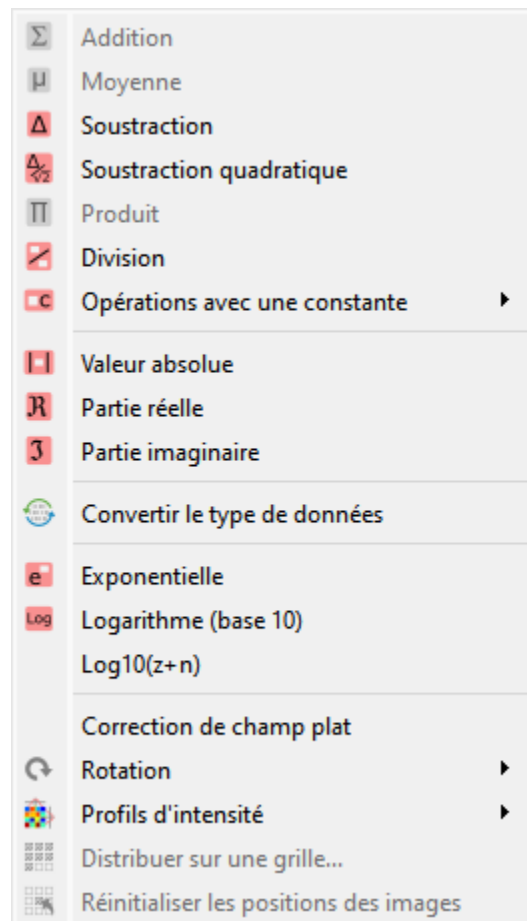 Σ Addition
μ Moyenne
Δ Soustraction
Δ/√2 Soustraction quadratique
Π Produit
Division
C Opérations avec une constante
Valeur absolue
ℜ Partie réelle
ℑ Partie imaginaire
Convertir le type de données
e Exponentielle
Log Logarithme (base 10)
Log10(z+n)
Correction de champ plat
Rotation
Profils d'intensité
Distribuer sur une grille...
Réinitialiser les positions des images